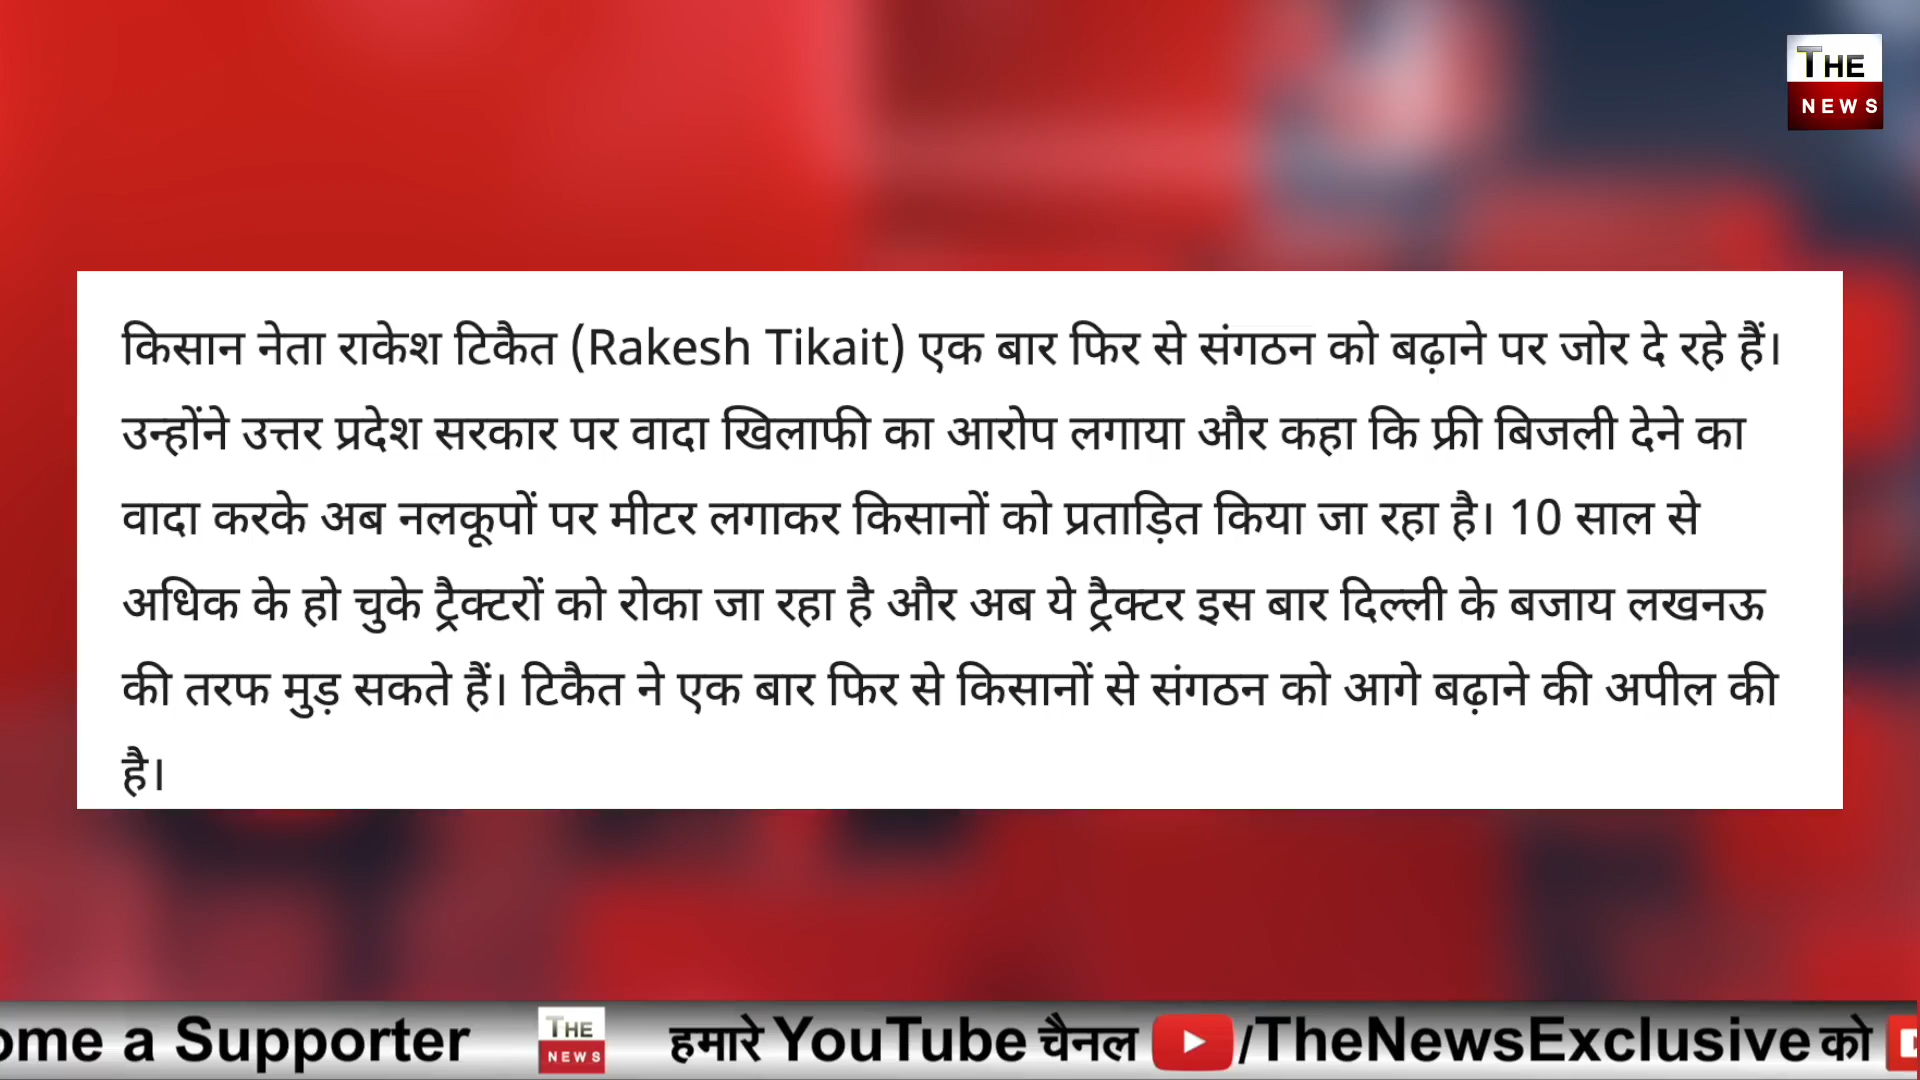 THE
NEWS
किसान नेता राकेश टिकैत (Rakesh Tikait) एक बार फिर से संगठन को बढ़ाने पर जोर दे रहे हैं।
उन्होंने उत्तर प्रदेश सरकार पर वादा खिलाफी का आरोप लगाया और कहा कि फ्री बिजली देने का
वादा करके अब नलकूपों पर मीटर लगाकर किसानों को प्रताड़ित किया जा रहा है। 10 साल से
अधिक के हो चुके ट्रैक्टरों को रोका जा रहा है और अब ये ट्रैक्टर इस बार दिल्ली के बजाय लखनऊ
की तरफ मुड़ सकते हैं। टिकैत ने एक बार फिर से किसानों से संगठन को आगे बढ़ाने की अपील की
है।
ome a Supporter THE NEWS हमारे YouTube चैनल /TheNewsExclusive को